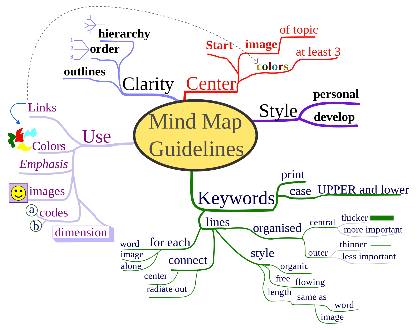 Mind Map
Guidelines
Clarity
hierarchy
order
outlines
Center
Start
image
of topic
at least 3
3
colors
Style
personal
develop
Use
Links
Colors
Emphasis
images
a
codes
b
dimension
Keywords
print
case
UPPER and lower
lines
for each
word
image
alone
connect
center
radiate out
organised
central
thicker
more important
outer
thinner
less important
style
organic
free
flowing
length
same as
word
image